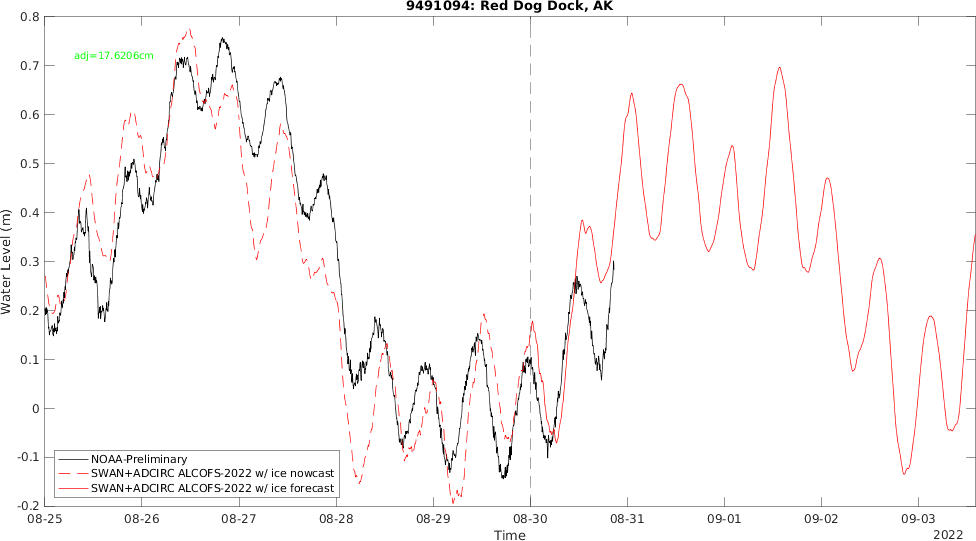 9491094: Red Dog Dock, AK
adj=17.6206cm
Water Level (m)
0.8
0.7
0.6
0.5
0.4
0.3
0.2
0.1
0
-0.1
-0.2
NOAA-Preliminary
SWAN+ADCIRC ALCOFS-2022 w/ ice nowcast
SWAN+ADCIRC ALCOFS-2022 w/ ice forecast
08-25 08-26 08-27 08-28 08-29 08-30 08-31 09-01 09-02 09-03
Time
2022